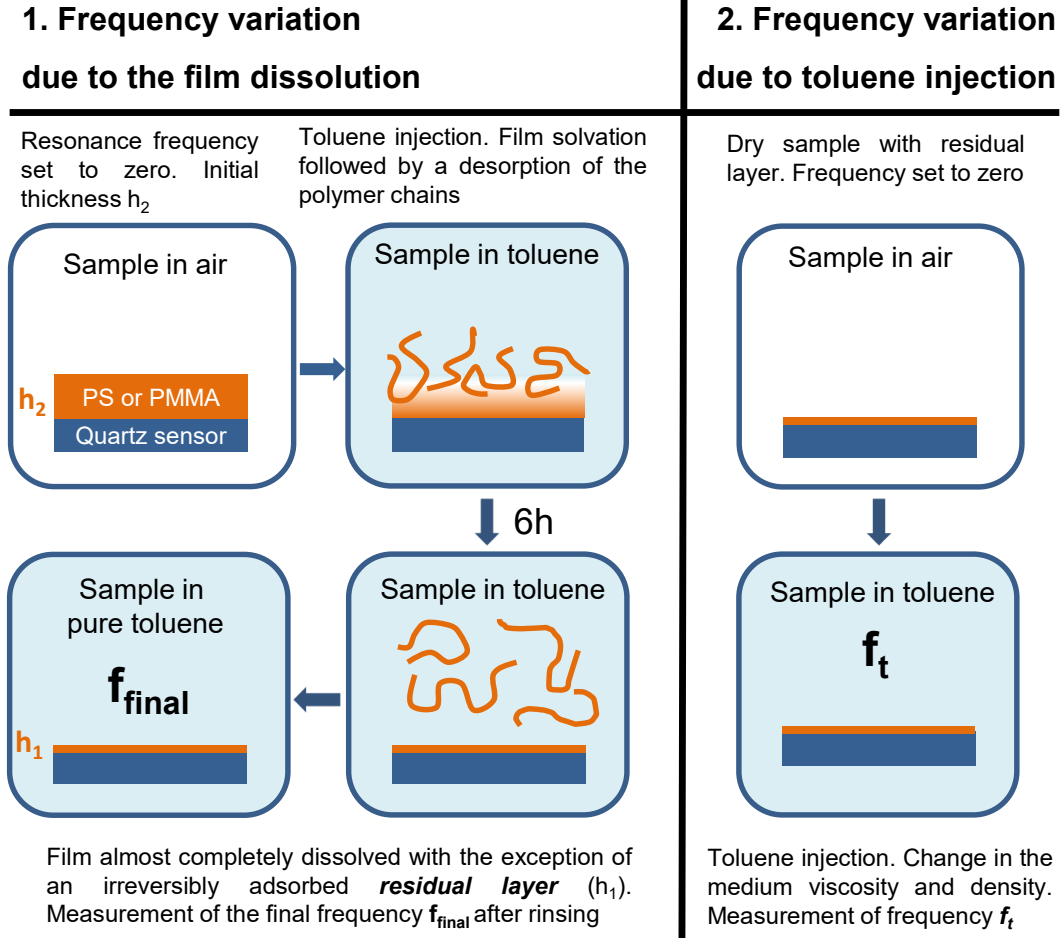 1. Frequency variation
due to the film dissolution
Resonance frequency
set to zero. Initial
thickness h₂
Toluene injection. Film solvation
followed by a desorption of the
polymer chains
Sample in air
h₂
PS or PMMA
Quartz sensor
Sample in toluene
6h
Sample in toluene
Sample in
pure toluene
f_final
h₁
Film almost completely dissolved with the exception of
an irreversibly adsorbed residual layer (h₁).
Measurement of the final frequency f_final after rinsing
2. Frequency variation
due to toluene injection
Dry sample with residual
layer. Frequency set to zero
Sample in air
Sample in toluene
f_t
Toluene injection. Change in the
medium viscosity and density.
Measurement of frequency f_t